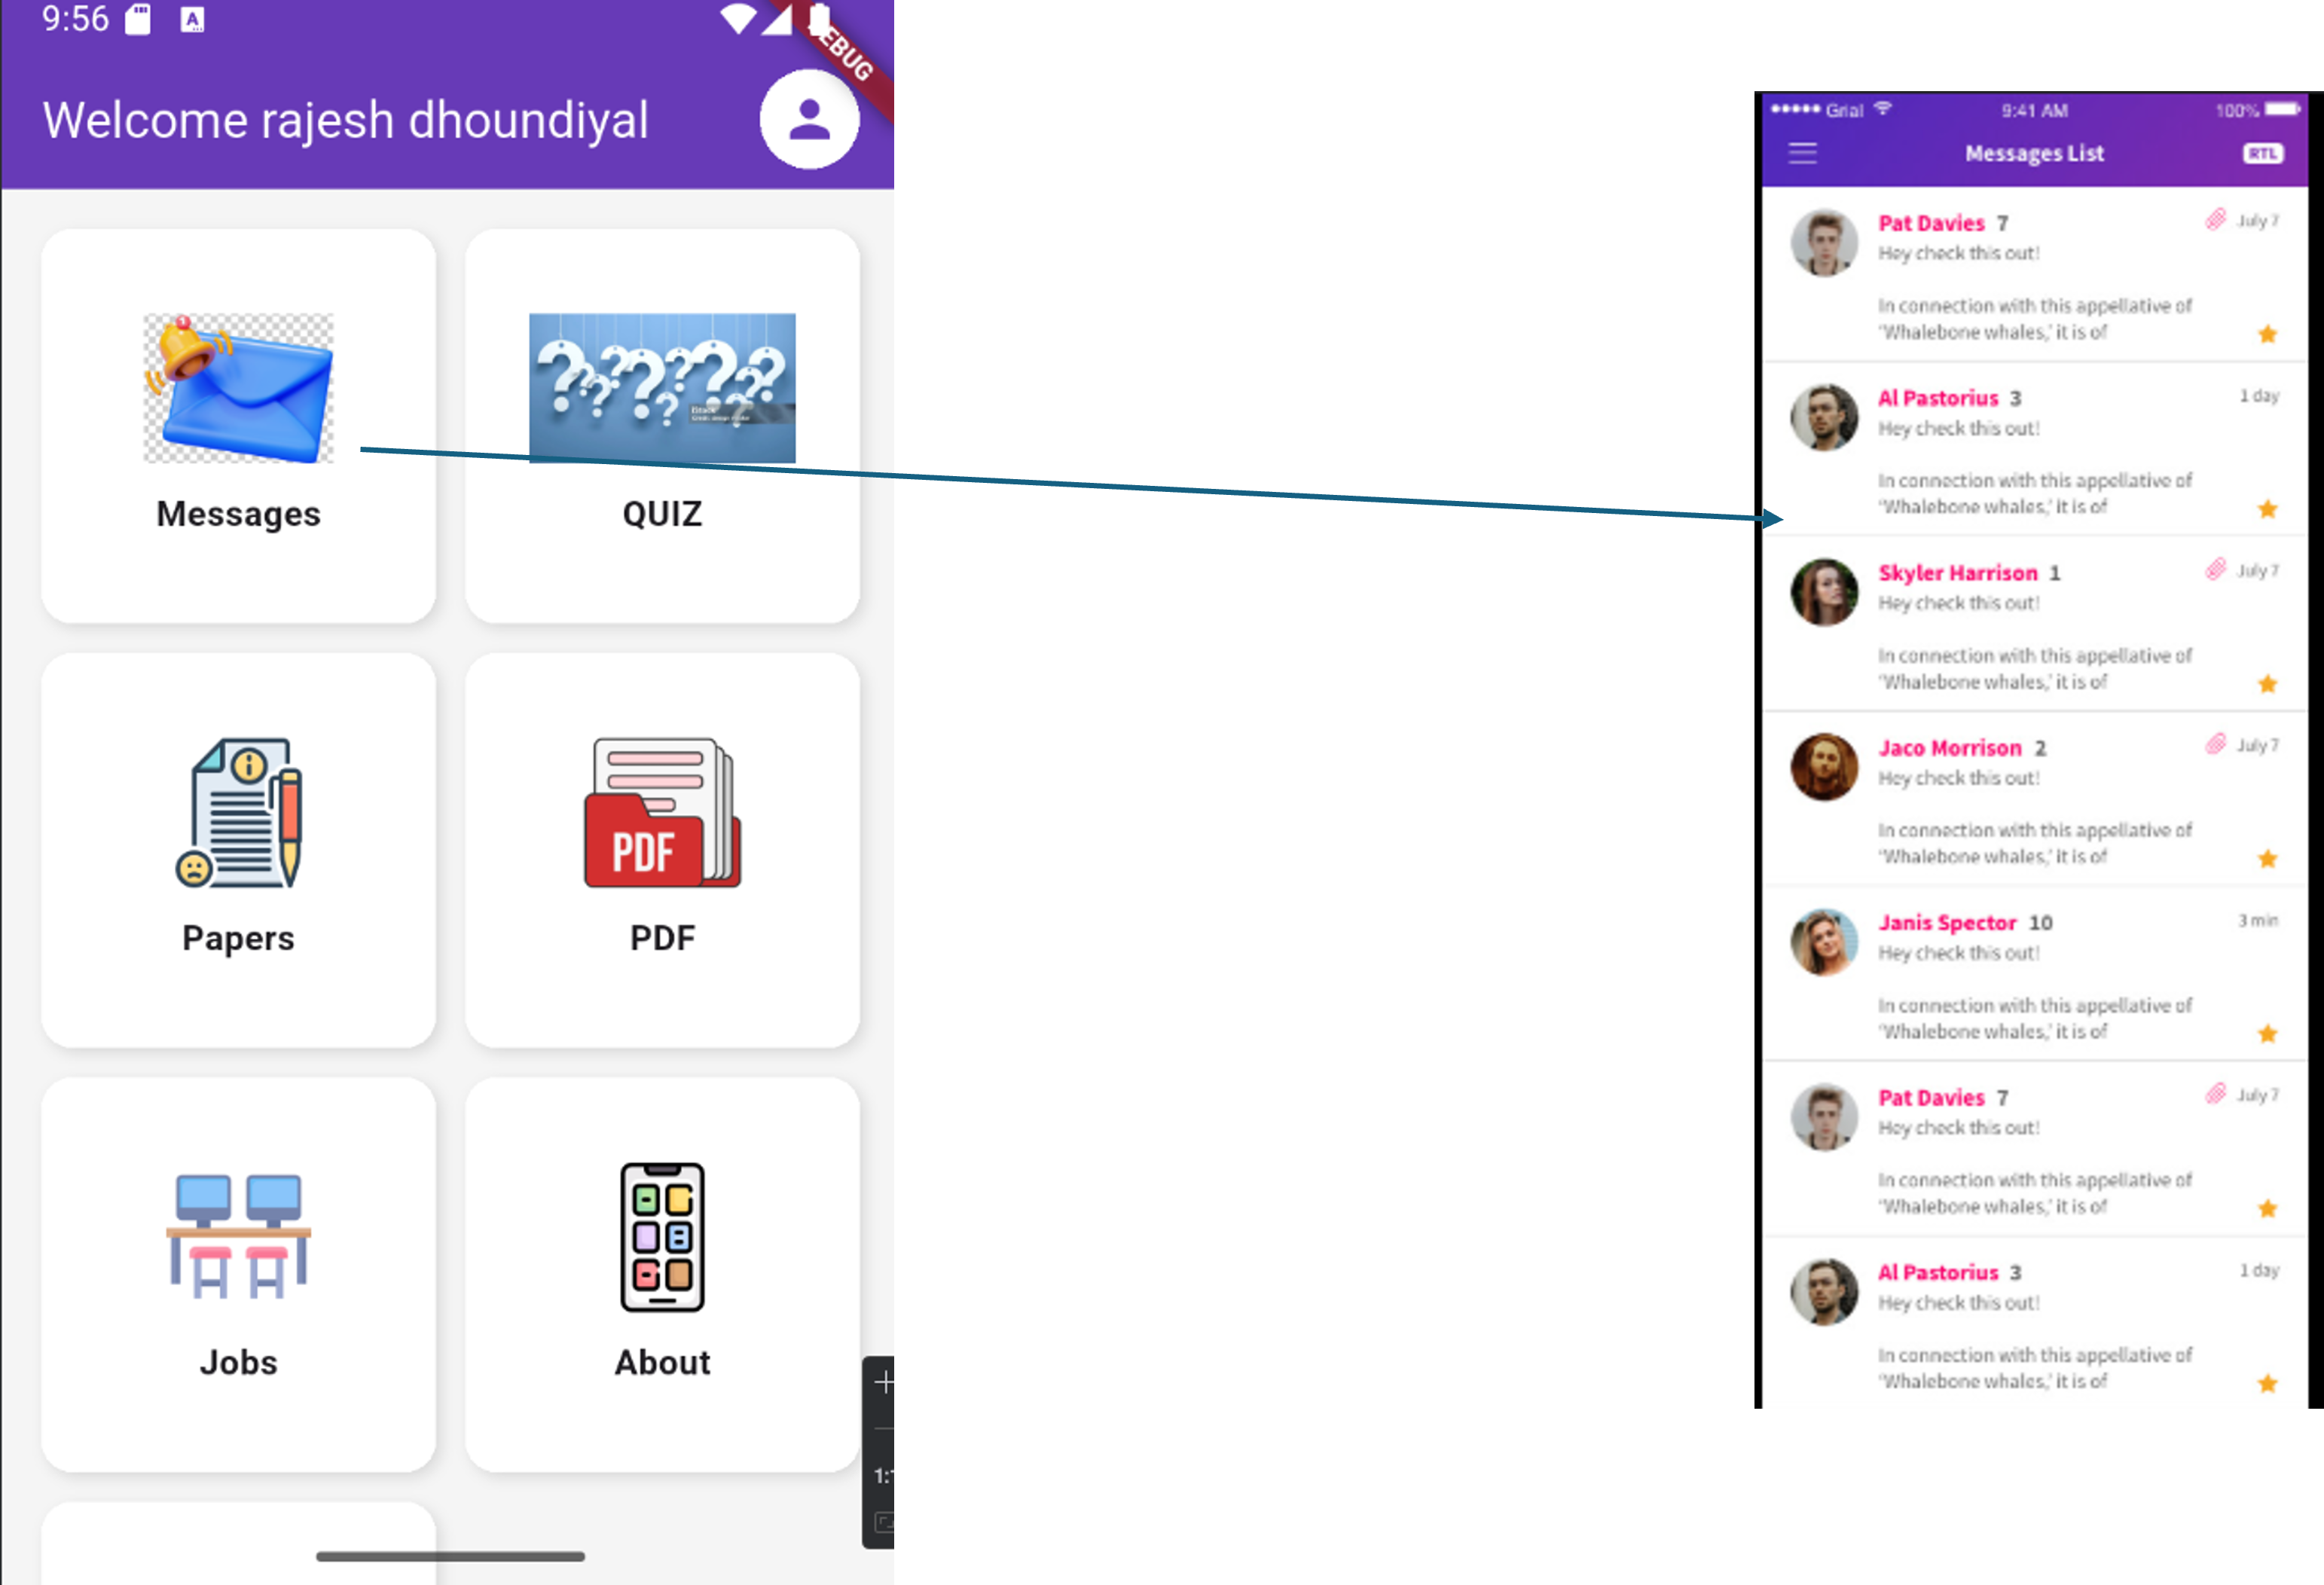 9:56
A
DEBUG
Welcome rajesh dhoundiyal
1
iStock
Messages
QUIZ
PDF
Papers
PDF
Jobs
About
1:1
Grial
9:41 AM
100%
Messages List
RTL
Pat Davies 7
July 7
Hey check this out!
In connection with this appellative of
'Whalebone whales,' it is of
Al Pastorius 3
1 day
Hey check this out!
In connection with this appellative of
'Whalebone whales,' it is of
Skyler Harrison 1
July 7
Hey check this out!
In connection with this appellative of
'Whalebone whales,' it is of
Jaco Morrison 2
July 7
Hey check this out!
In connection with this appellative of
'Whalebone whales,' it is of
Janis Spector 10
3 min
Hey check this out!
In connection with this appellative of
'Whalebone whales,' it is of
Pat Davies 7
July 7
Hey check this out!
In connection with this appellative of
'Whalebone whales,' it is of
Al Pastorius 3
1 day
Hey check this out!
In connection with this appellative of
'Whalebone whales,' it is of